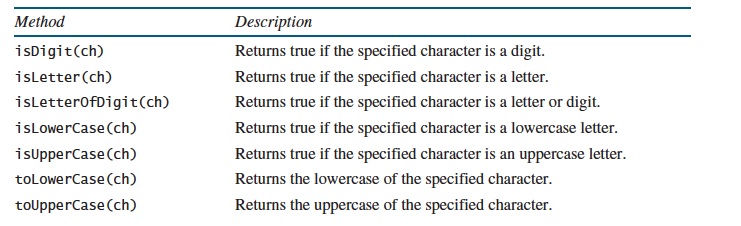 Method Description
isDigit(ch) Returns true if the specified character is a digit.
isLetter(ch) Returns true if the specified character is a letter.
isLetterOfDigit(ch) Returns true if the specified character is a letter or digit.
isLowerCase(ch) Returns true if the specified character is a lowercase letter.
isUpperCase(ch) Returns true if the specified character is an uppercase letter.
toLowerCase(ch) Returns the lowercase of the specified character.
toUpperCase(ch) Returns the uppercase of the specified character.